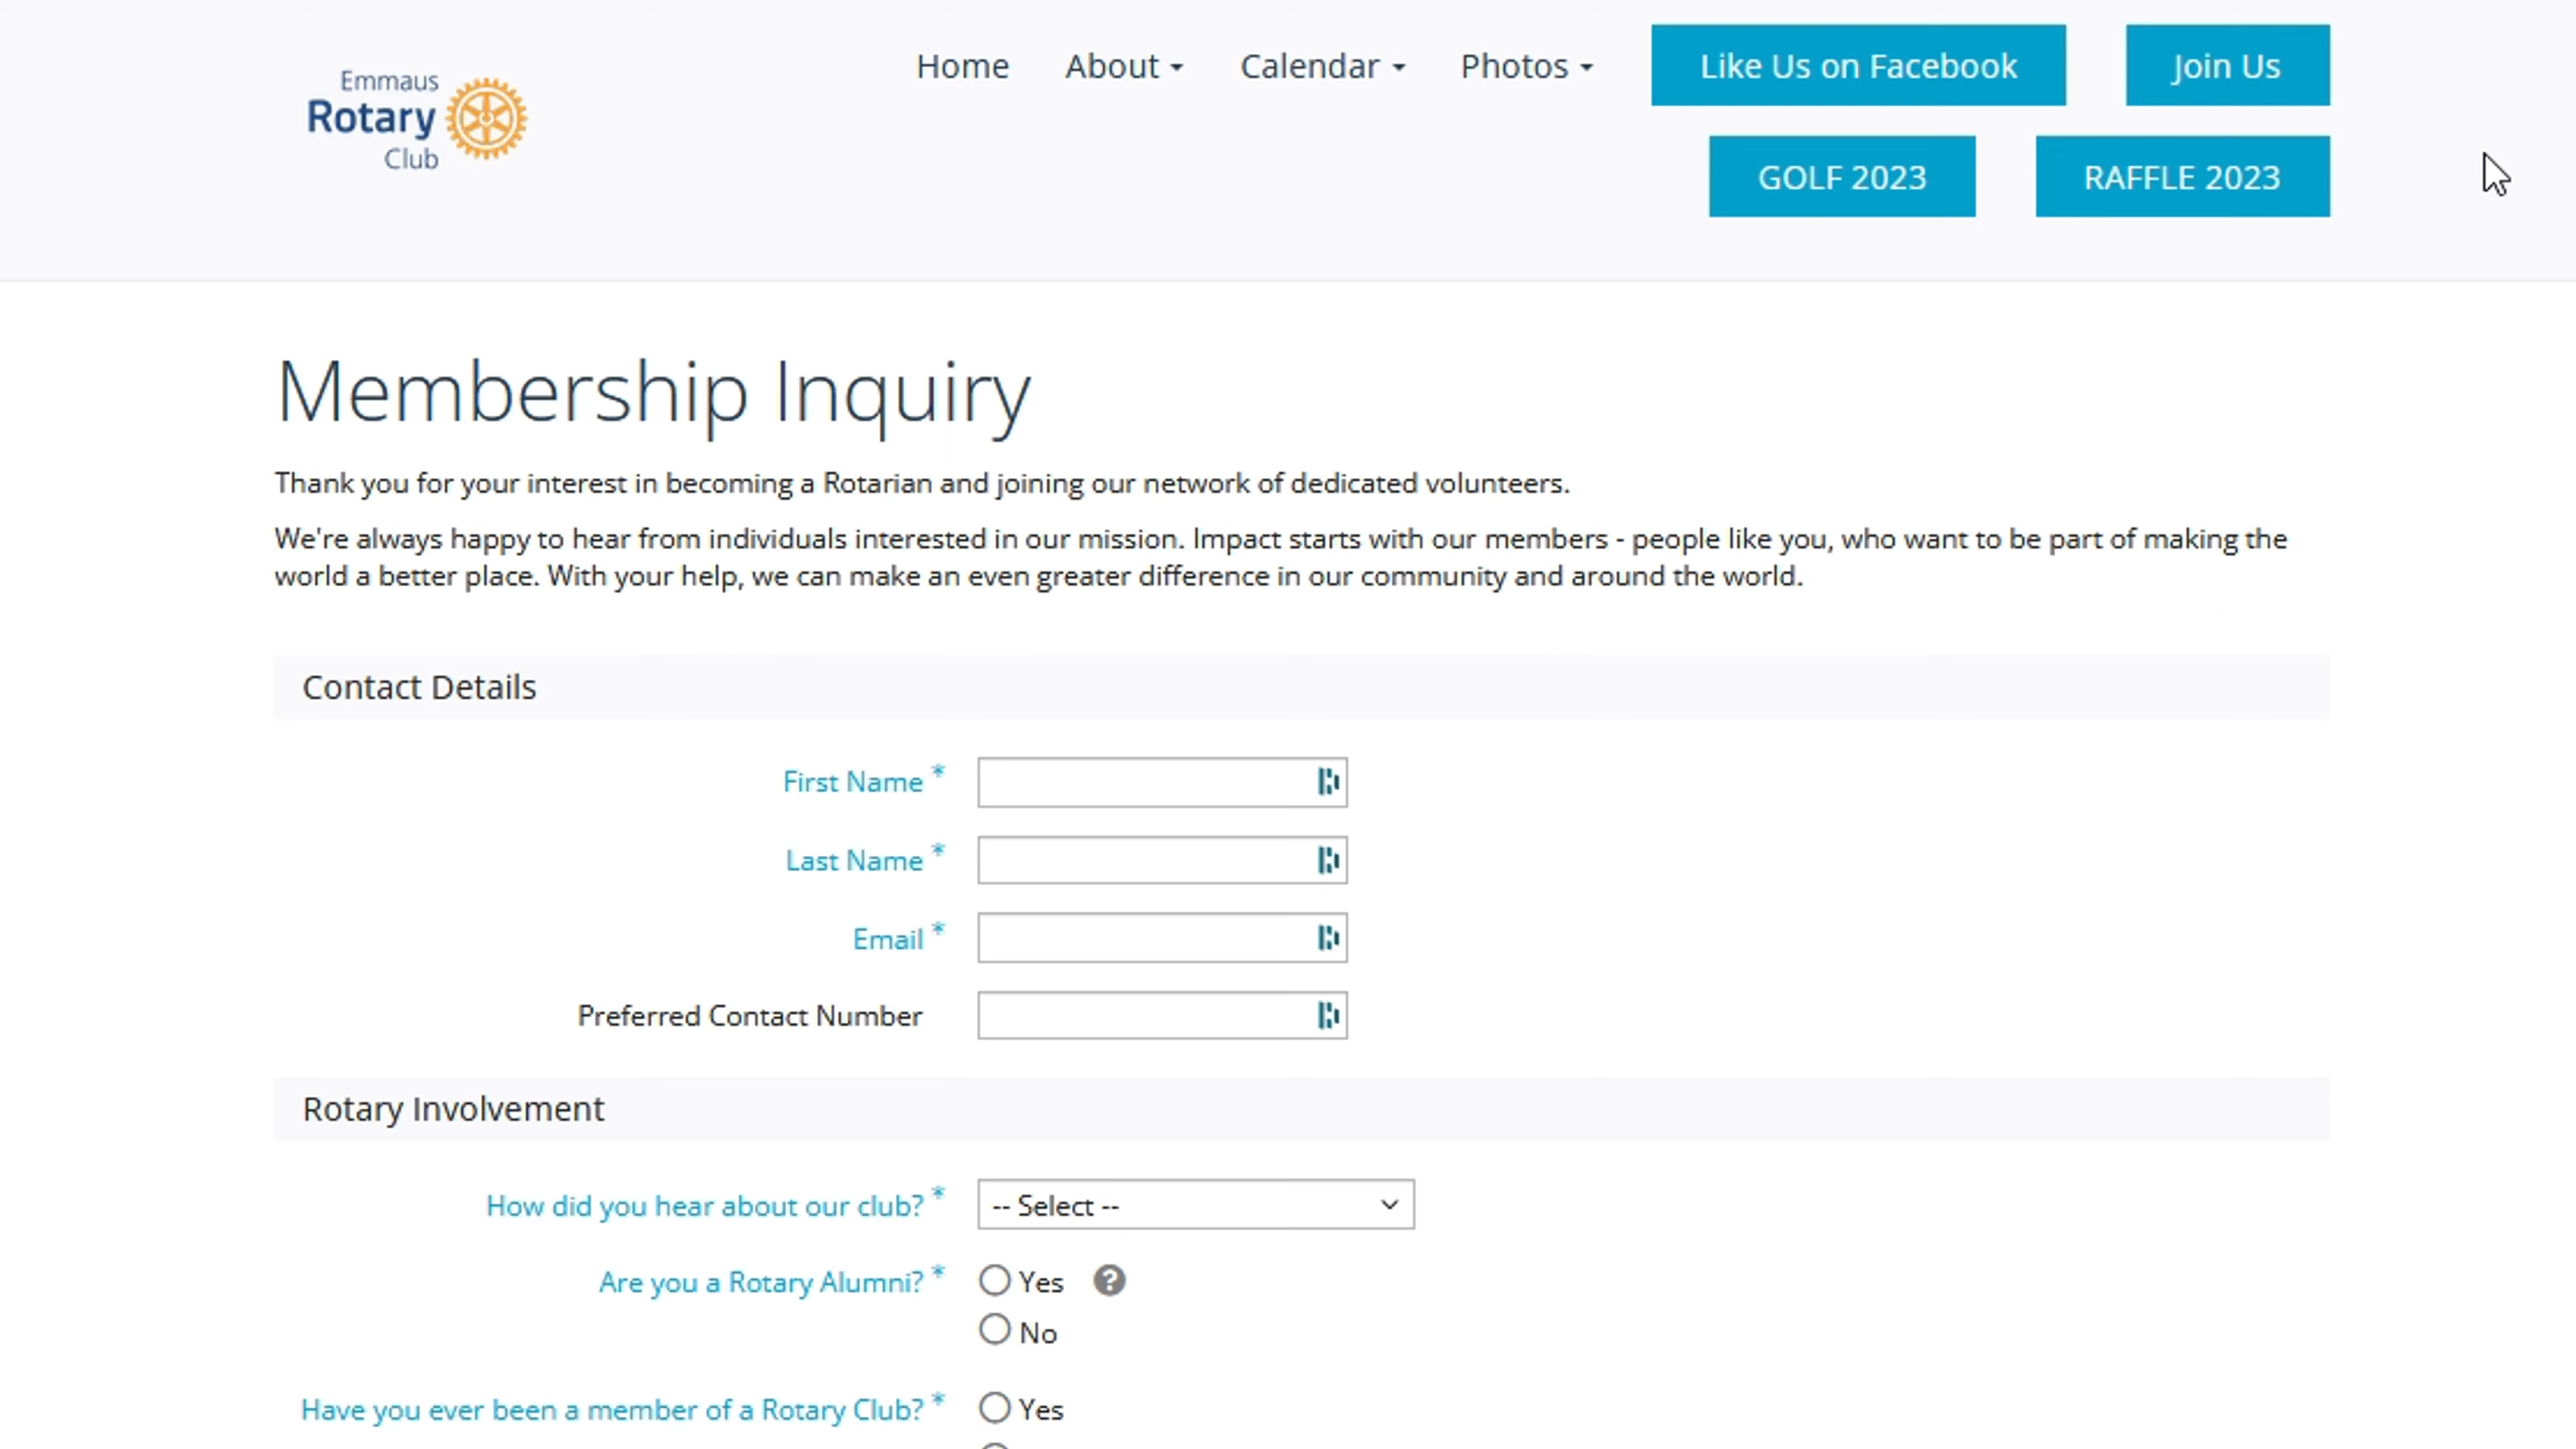 Emmaus
Rotary
Club
Home
About
Calendar
Photos
Like Us on Facebook
Join Us
GOLF 2023
RAFFLE 2023
Membership Inquiry
Thank you for your interest in becoming a Rotarian and joining our network of dedicated volunteers.
We're always happy to hear from individuals interested in our mission. Impact starts with our members - people like you, who want to be part of making the
world a better place. With your help, we can make an even greater difference in our community and around the world.
Contact Details
First Name *
Last Name *
Email *
Preferred Contact Number
Rotary Involvement
How did you hear about our club? *
-- Select --
Are you a Rotary Alumni? *
Yes ?
No
Have you ever been a member of a Rotary Club? *
Yes